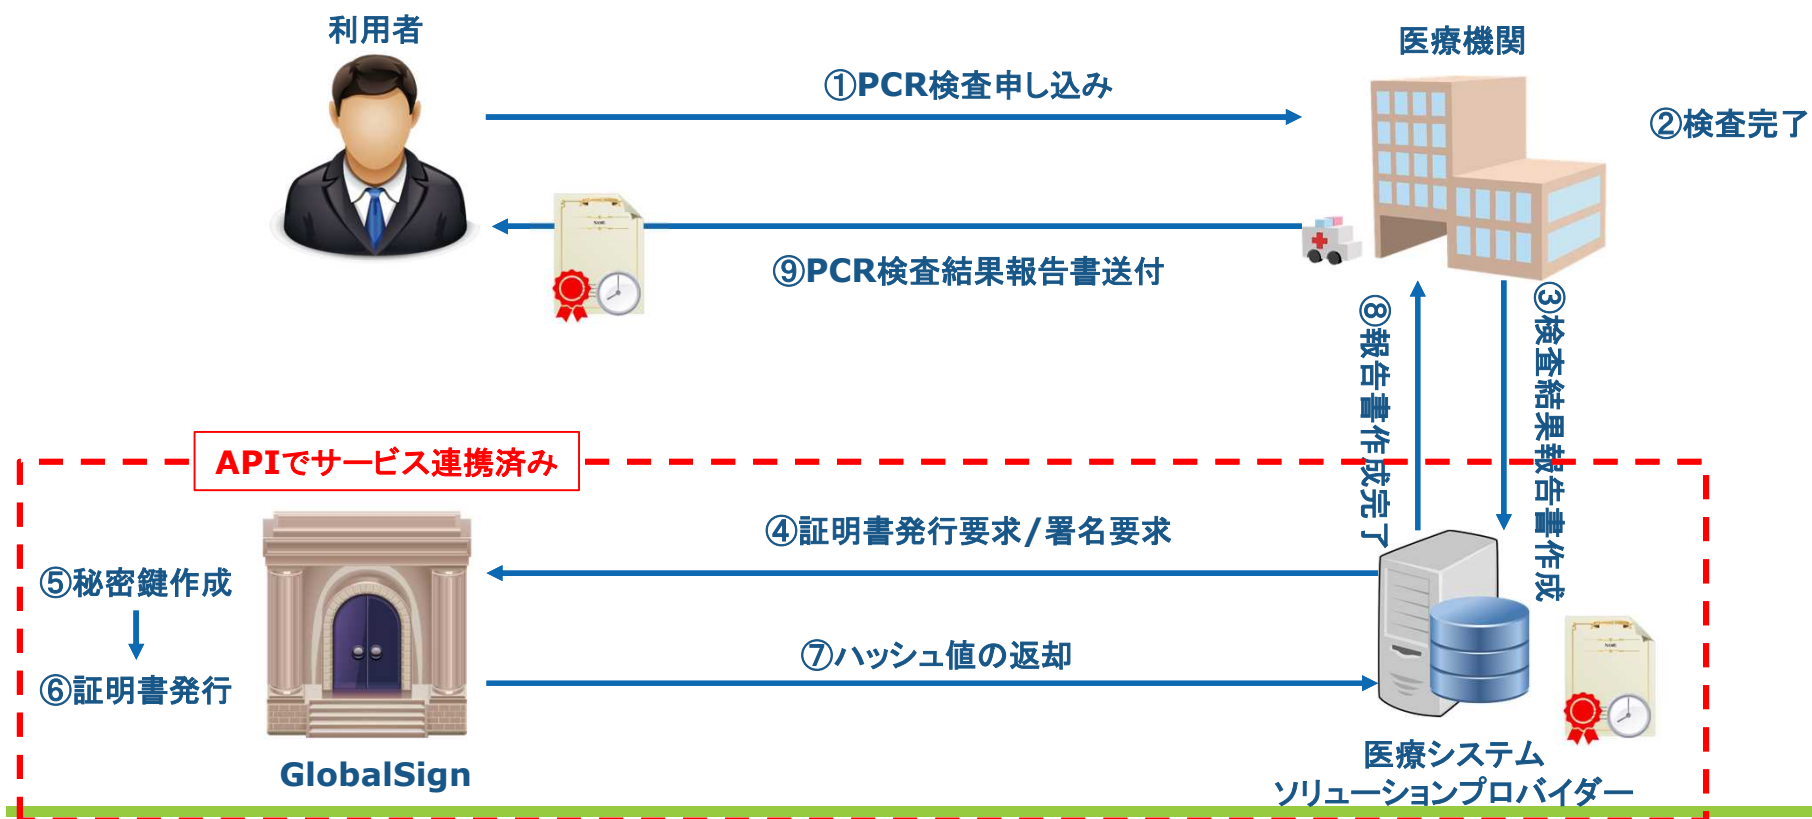 利用者
医療機関
①PCR検査申し込み
②検査完了
NAME
⑨PCR検査結果報告書送付
③検査結果報告書作成
⑧報告書作成完了
APIでサービス連携済み
④証明書発行要求/署名要求
⑤秘密鍵作成
⑦ハッシュ値の返却
⑥証明書発行
NAME
GlobalSign
医療システム
ソリューションプロバイダー